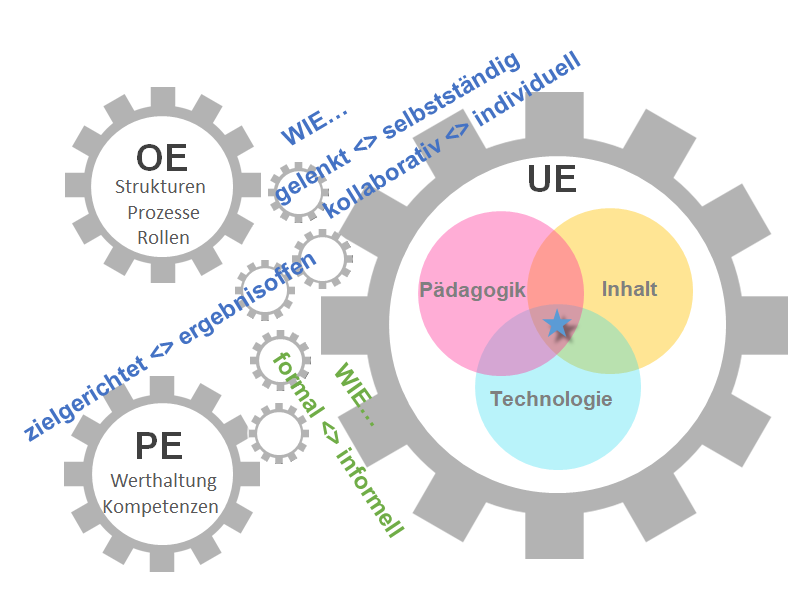 OE
Strukturen
Prozesse
Rollen
WIE...
gelenkt <> selbstständig
kollaborativ <> individuell
zielgerichtet <> ergebnisoffen
UE
Pädagogik
Inhalt
Technologie
WIE...
formal <> informell
PE
Werthaltung
Kompetenzen